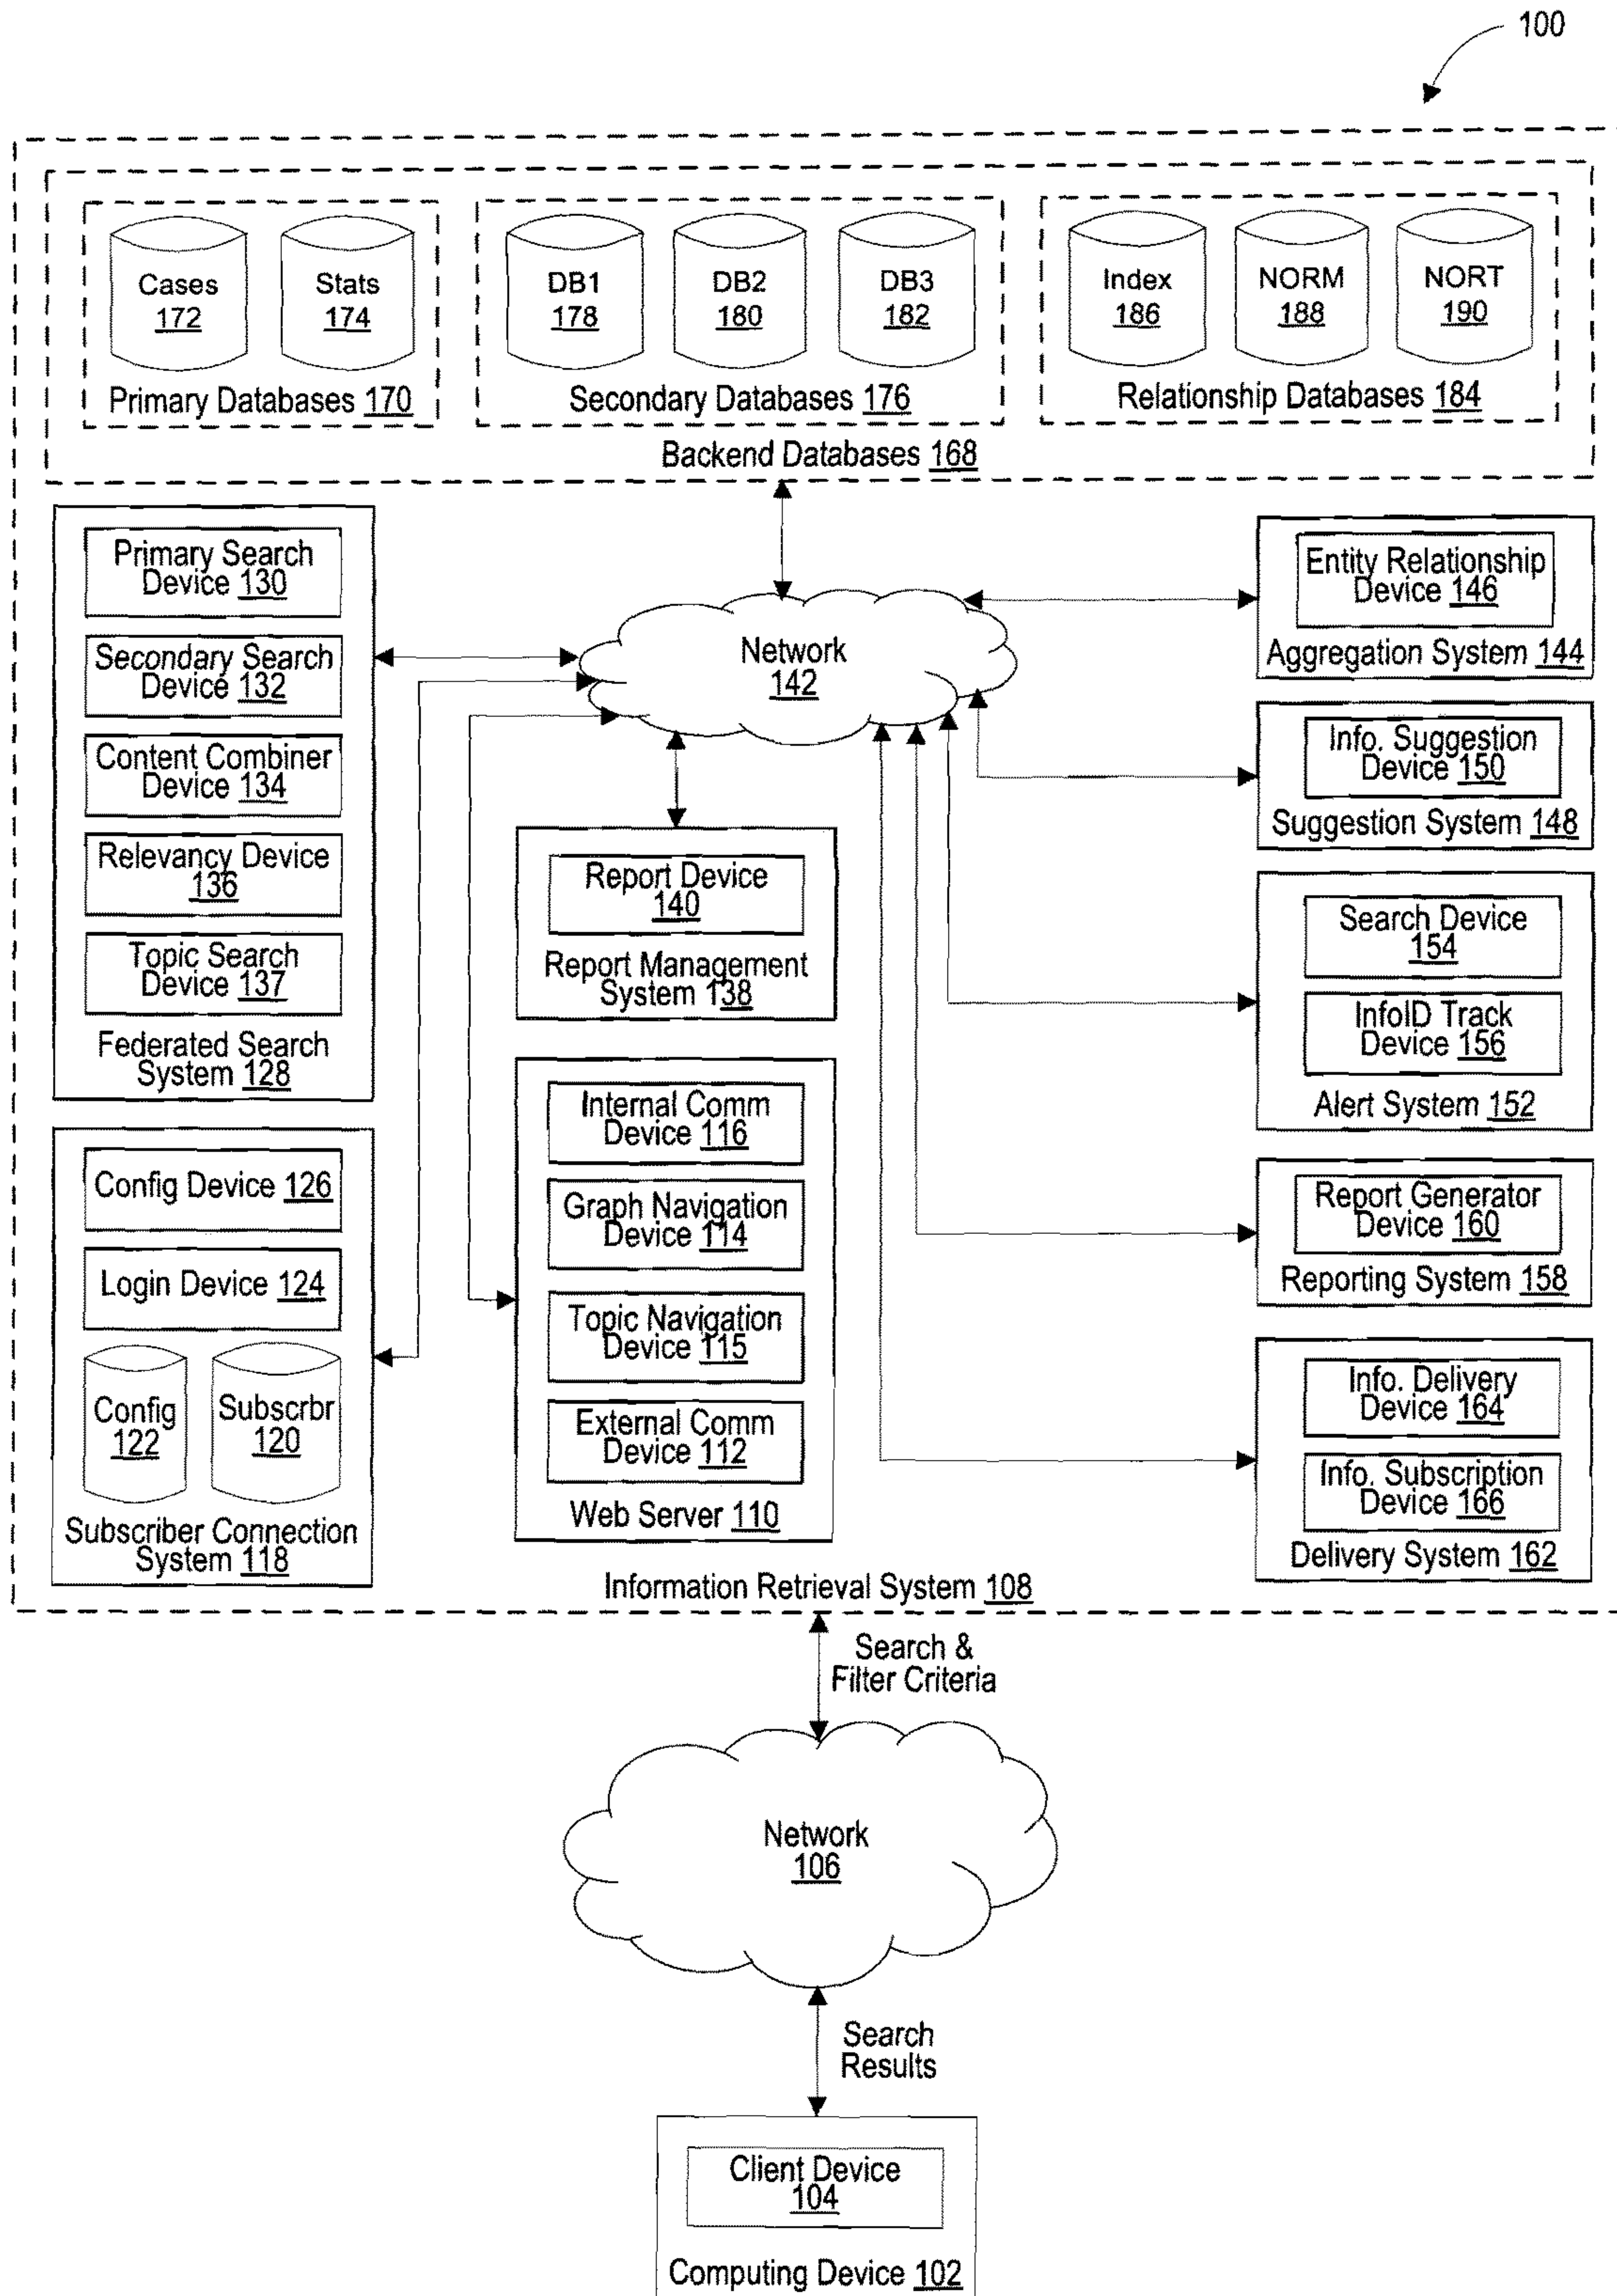 100
Cases
172
Stats
174
Primary Databases 170
DB1
178
DB2
180
DB3
182
Secondary Databases 176
Index
186
NORM
188
NORT
190
Relationship Databases 184
Backend Databases 168
Primary Search
Device 130
Secondary Search
Device 132
Content Combiner
Device 134
Relevancy Device
136
Topic Search
Device 137
Federated Search
System 128
Config Device 126
Login Device 124
Config
122
Subscrbr
120
Subscriber Connection
System 118
Network
142
Report Device
140
Report Management
System 138
Internal Comm
Device 116
Graph Navigation
Device 114
Topic Navigation
Device 115
External Comm
Device 112
Web Server 110
Entity Relationship
Device 146
Aggregation System 144
Info. Suggestion
Device 150
Suggestion System 148
Search Device
154
InfoID Track
Device 156
Alert System 152
Report Generator
Device 160
Reporting System 158
Info. Delivery
Device 164
Info. Subscription
Device 166
Delivery System 162
Information Retrieval System 108
Search &
Filter Criteria
Network
106
Search
Results
Client Device
104
Computing Device 102